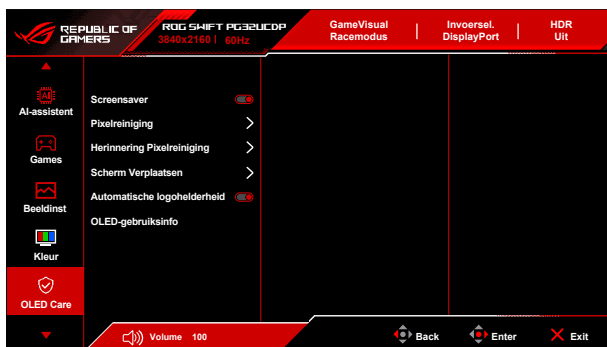 REPUBLIC OF
GAMERS
ROG SWIFT PG32UCDP
3840x2160 | 60Hz
GameVisual
Racemodus
Invoersel.
DisplayPort
HDR
Uit
AI
AI-assistent
Games
Beeldinst
Kleur
OLED Care
Screensaver
Pixelreiniging
Herinnering Pixelreiniging
Scherm Verplaatsen
Automatische logohelderheid
OLED-gebruiksinfo
Volume 100
Back
Enter
Exit